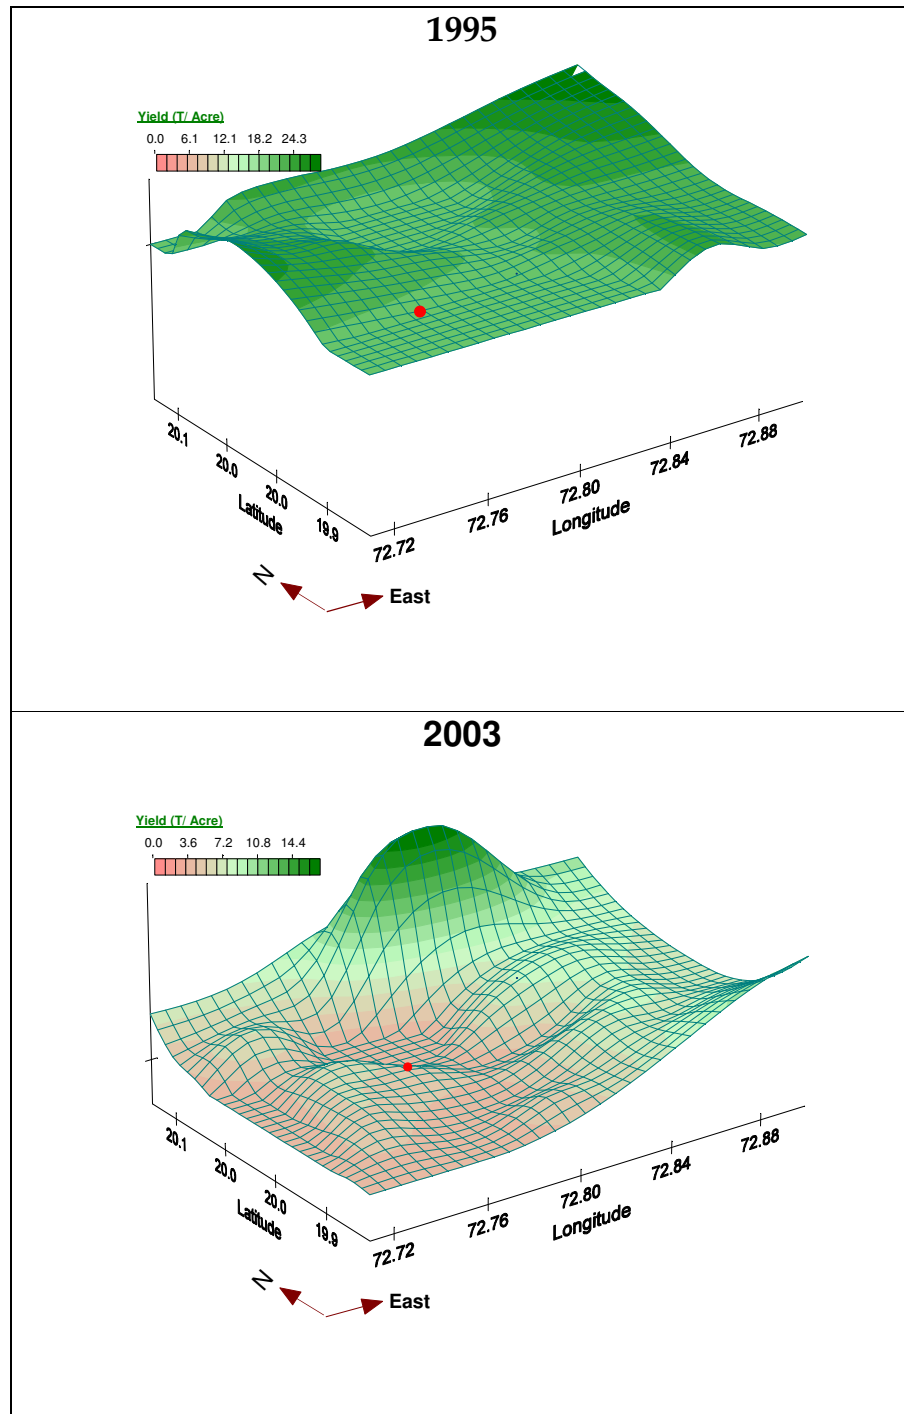 1995
Yield (T/ Acre)
0.0 6.1 12.1 18.2 24.3
20.1
20.0
20.0
19.9
Latitude
72.72
72.76
72.80
72.84
72.88
Longitude
N
East
2003
Yield (T/ Acre)
0.0 3.6 7.2 10.8 14.4
20.1
20.0
20.0
19.9
Latitude
72.72
72.76
72.80
72.84
72.88
Longitude
N
East